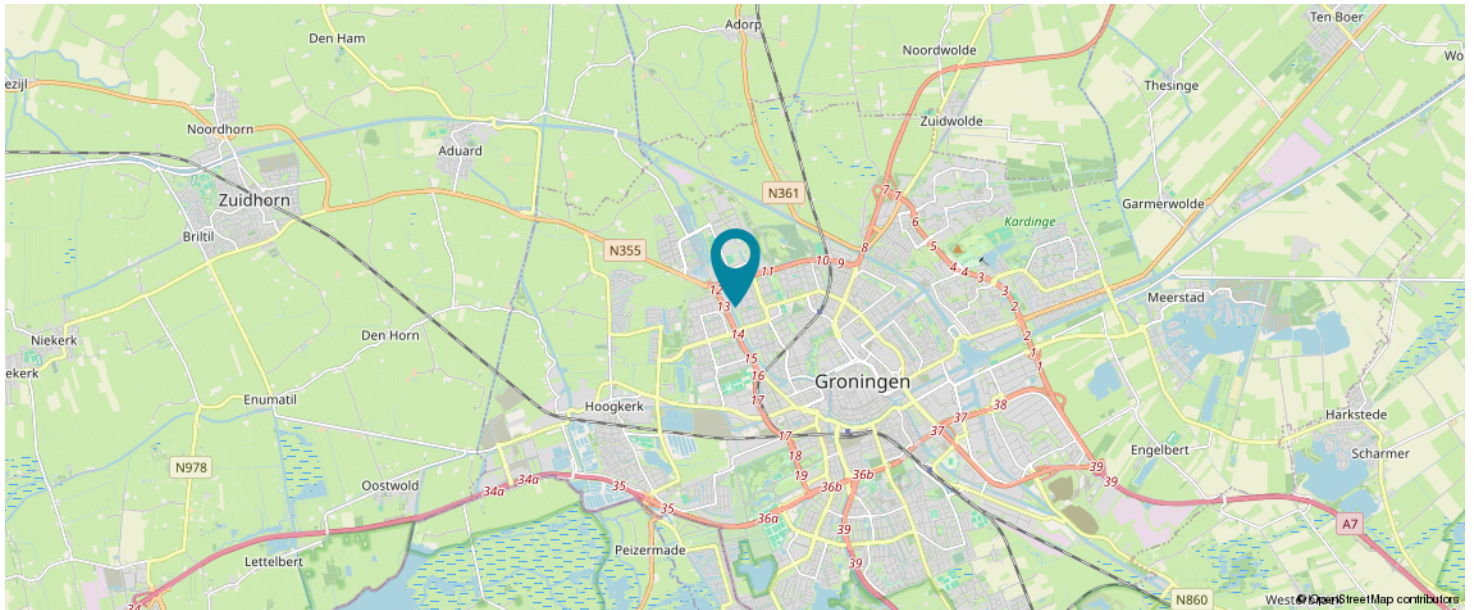 Ten Boer
Adorp
Den Ham
Noordwolde
Wo
ezijl
Thesinge
Noordhorn
Zuidwolde
Aduard
N361
7
7
Zuidhorn
Garmerwolde
6
Kardinge
Briltil
N355
8
5
10
9
11
4
4
3
12
3
Meerstad
13
2
Den Horn
14
2
Niekerk
15
1
1
ekerk
16
Groningen
Enumatil
17
Hoogkerk
38
37
Harkstede
37
17
Engelbert
Scharmer
18
N978
39
19
36b
36b
39
34a
34a
35
Oostwold
35
36a
A7
39
Peizermade
Lettelbert
39
N860
34
© OpenStreetMap contributors